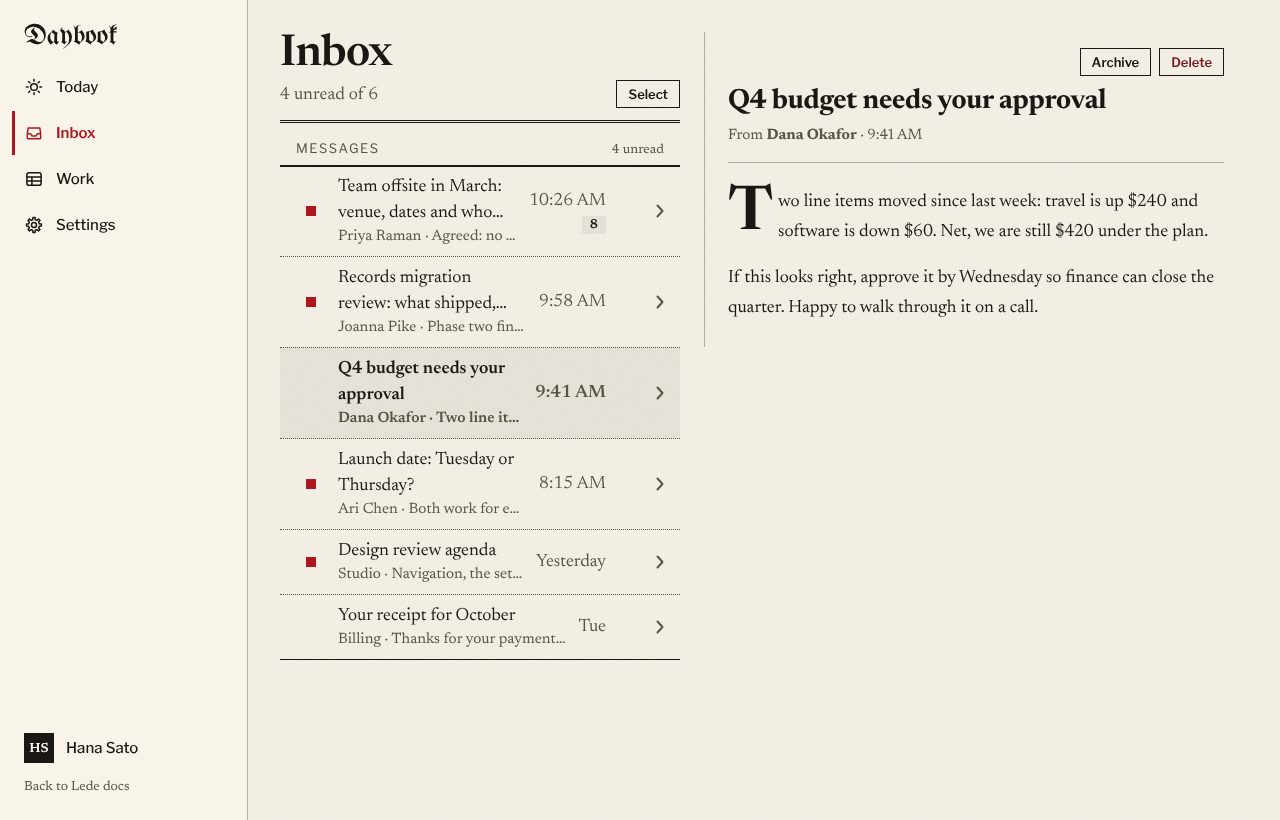 Daybook
Today
Inbox
Work
Settings
HS
Hana Sato
Back to Lede docs
Inbox
4 unread of 6
Select
MESSAGES
4 unread
Team offsite in March:
venue, dates and who…
Priya Raman · Agreed: no …
10:26 AM
8
Records migration
review: what shipped,…
Joanna Pike · Phase two fin…
9:58 AM
Q4 budget needs your
approval
Dana Okafor · Two line it…
9:41 AM
Launch date: Tuesday or
Thursday?
Ari Chen · Both work for e…
8:15 AM
Design review agenda
Studio · Navigation, the set…
Yesterday
Your receipt for October
Billing · Thanks for your payment…
Tue
Archive
Delete
Q4 budget needs your approval
From Dana Okafor · 9:41 AM
Two line items moved since last week: travel is up $240 and
software is down $60. Net, we are still $420 under the plan.
If this looks right, approve it by Wednesday so finance can close the
quarter. Happy to walk through it on a call.